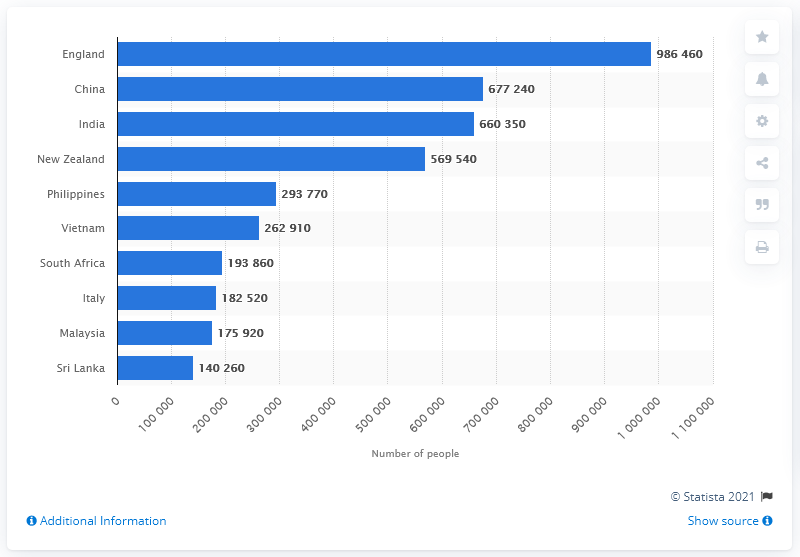 England 986 460
China 677 240
India 660 350
New Zealand 569 540
Philippines 293 770
Vietnam 262 910
South Africa 193 860
Italy 182 520
Malaysia 175 920
Sri Lanka 140 260
0 100 000 200 000 300 000 400 000 500 000 600 000 700 000 800 000 900 000 1 000 000 1 100 000
Number of people
© Statista 2021
Additional Information Show source